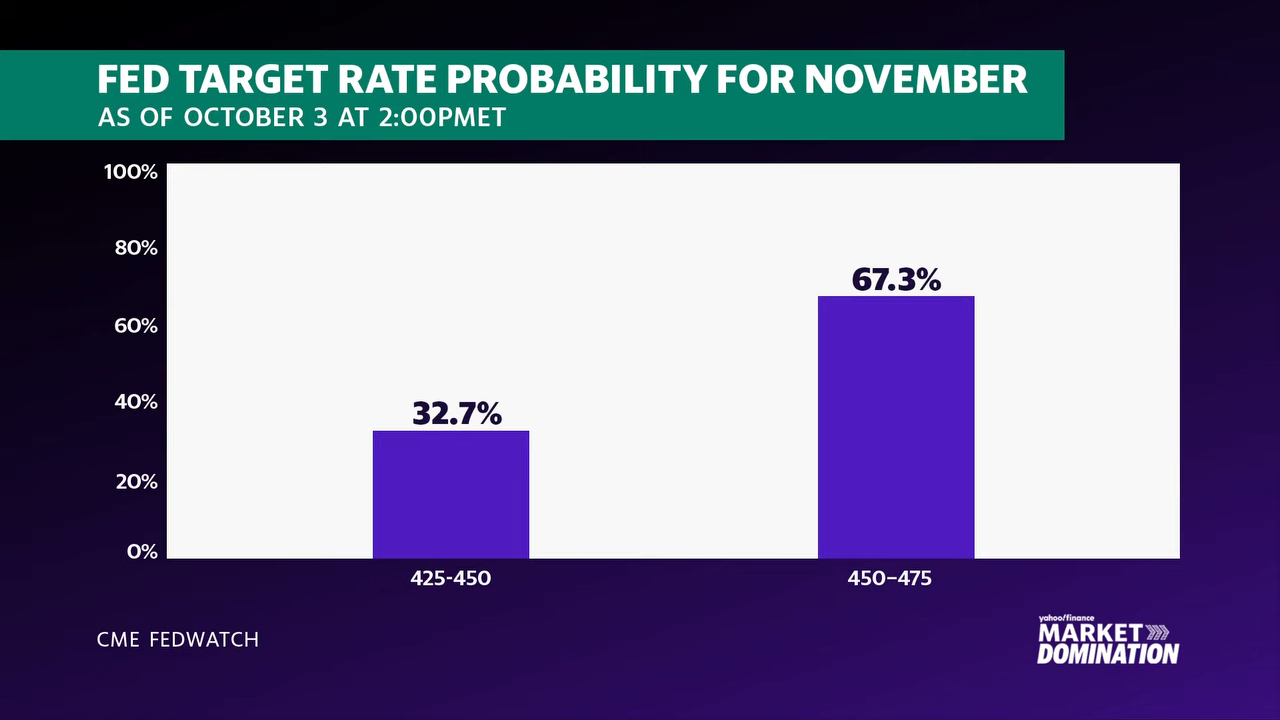 FED TARGET RATE PROBABILITY FOR NOVEMBER
AS OF OCTOBER 3 AT 2:00PMET
100%
80%
60%
40%
20%
0%
32.7%
67.3%
425-450
450–475
CME FEDWATCH
yahoo!finance
MARKET
DOMINATION